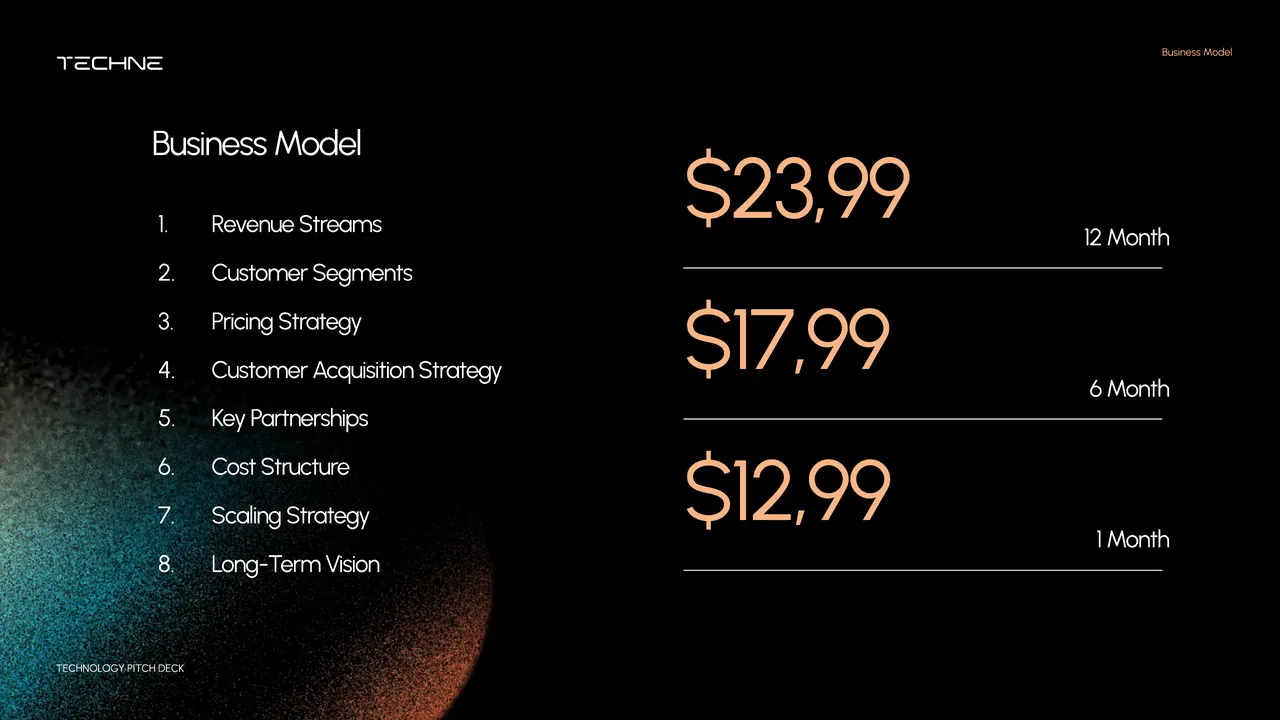 TECHNE
Business Model
Business Model
1. Revenue Streams
2. Customer Segments
3. Pricing Strategy
4. Customer Acquisition Strategy
5. Key Partnerships
6. Cost Structure
7. Scaling Strategy
8. Long-Term Vision
$23,99
12 Month
$17,99
6 Month
$12,99
1 Month
TECHNOLOGY PITCH DECK